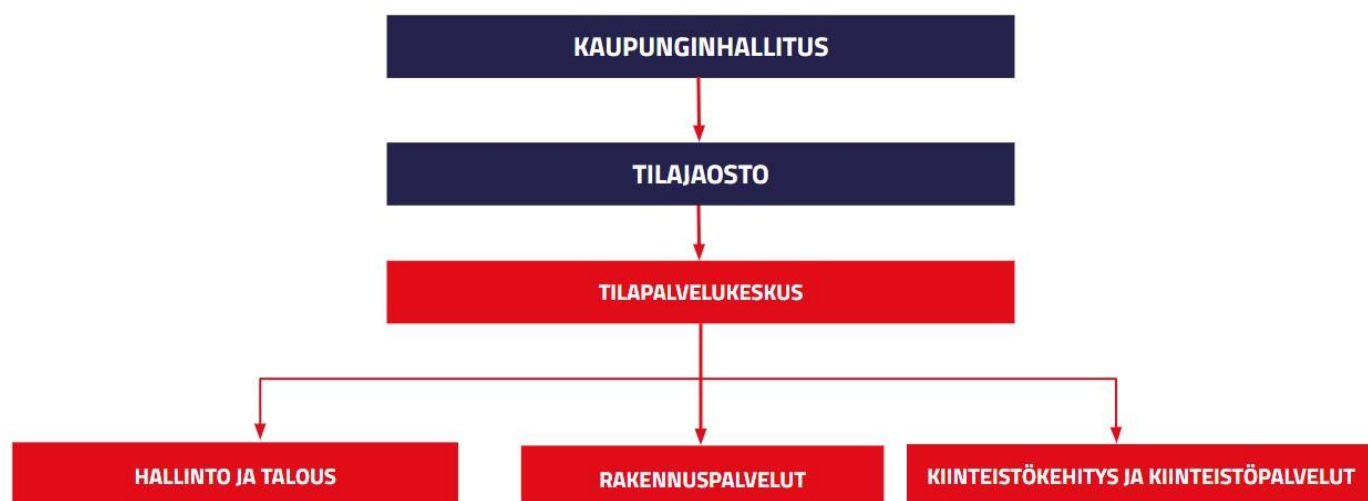 KAUPUNGINHALLITUS
TILAJAOSTO
TILAPALVELUKESKUS
HALLINTO JA TALOUS
RAKENNUSPALVELUT
KIINTEISTÖKEHITYS JA KIINTEISTÖPALVELUT